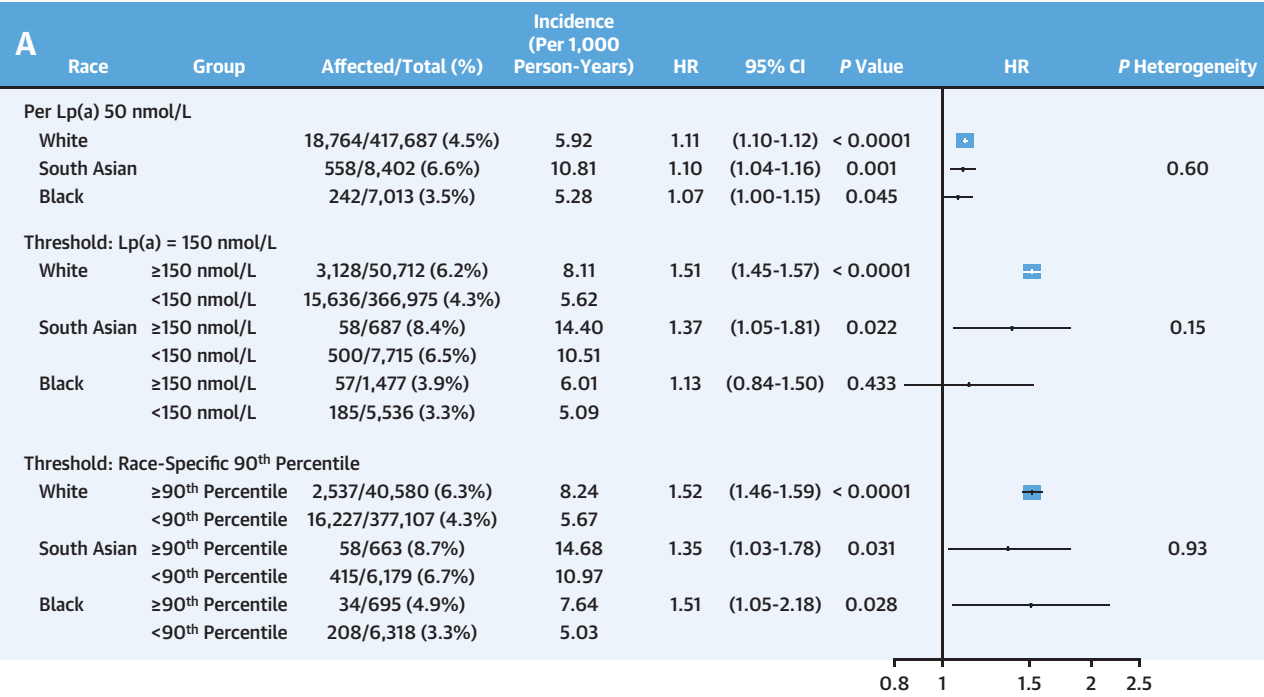 A
Race Group Affected/Total (%) Incidence (Per 1,000 Person-Years) HR 95% CI P Value HR P Heterogeneity
Per Lp(a) 50 nmol/L
White 18,764/417,687 (4.5%) 5.92 1.11 (1.10-1.12) < 0.0001
South Asian 558/8,402 (6.6%) 10.81 1.10 (1.04-1.16) 0.001 0.60
Black 242/7,013 (3.5%) 5.28 1.07 (1.00-1.15) 0.045
Threshold: Lp(a) = 150 nmol/L
White ≥150 nmol/L 3,128/50,712 (6.2%) 8.11 1.51 (1.45-1.57) < 0.0001
<150 nmol/L 15,636/366,975 (4.3%) 5.62
South Asian ≥150 nmol/L 58/687 (8.4%) 14.40 1.37 (1.05-1.81) 0.022 0.15
<150 nmol/L 500/7,715 (6.5%) 10.51
Black ≥150 nmol/L 57/1,477 (3.9%) 6.01 1.13 (0.84-1.50) 0.433
<150 nmol/L 185/5,536 (3.3%) 5.09
Threshold: Race-Specific 90th Percentile
White ≥90th Percentile 2,537/40,580 (6.3%) 8.24 1.52 (1.46-1.59) < 0.0001
<90th Percentile 16,227/377,107 (4.3%) 5.67
South Asian ≥90th Percentile 58/663 (8.7%) 14.68 1.35 (1.03-1.78) 0.031 0.93
<90th Percentile 415/6,179 (6.7%) 10.97
Black ≥90th Percentile 34/695 (4.9%) 7.64 1.51 (1.05-2.18) 0.028
<90th Percentile 208/6,318 (3.3%) 5.03
0.8 1 1.5 2 2.5